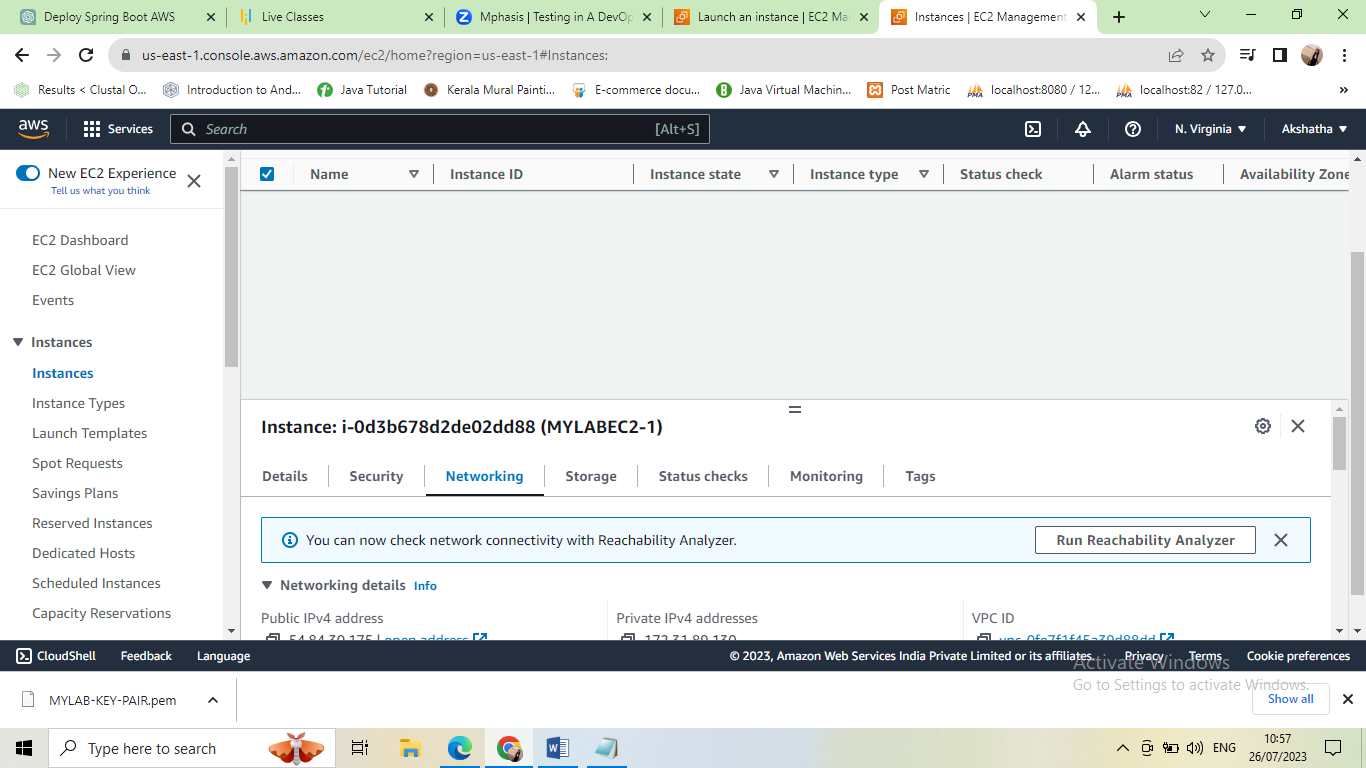 Deploy Spring Boot AWS
Live Classes
Mphasis | Testing in A DevOp
Launch an instance | EC2 Ma
Instances | EC2 Management
us-east-1.console.aws.amazon.com/ec2/home?region=us-east-1#Instances:
Results < Clustal O...
Introduction to And...
Java Tutorial
Kerala Mural Painti...
E-commerce docu...
Java Virtual Machin...
Post Matric
localhost:8080 / 12...
localhost:82 / 127.0...
»
aws
Services
Search
[Alt+S]
N. Virginia
Akshatha
New EC2 Experience
Tell us what you think
EC2 Dashboard
EC2 Global View
Events
Instances
Instances
Instance Types
Launch Templates
Spot Requests
Savings Plans
Reserved Instances
Dedicated Hosts
Scheduled Instances
Capacity Reservations
Name
Instance ID
Instance state
Instance type
Status check
Alarm status
Availability Zone
Instance: i-0d3b678d2de02dd88 (MYLABEC2-1)
Details
Security
Networking
Storage
Status checks
Monitoring
Tags
You can now check network connectivity with Reachability Analyzer.
Run Reachability Analyzer
Networking details Info
Public IPv4 address
Private IPv4 addresses
VPC ID
open address
CloudShell
Feedback
Language
© 2023, Amazon Web Services India Private Limited or its affiliates.
Privacy
Terms
Cookie preferences
Activate Windows
Go to Settings to activate Windows.
MYLAB-KEY-PAIR.pem
Show all
Type here to search
ENG
10:57
26/07/2023